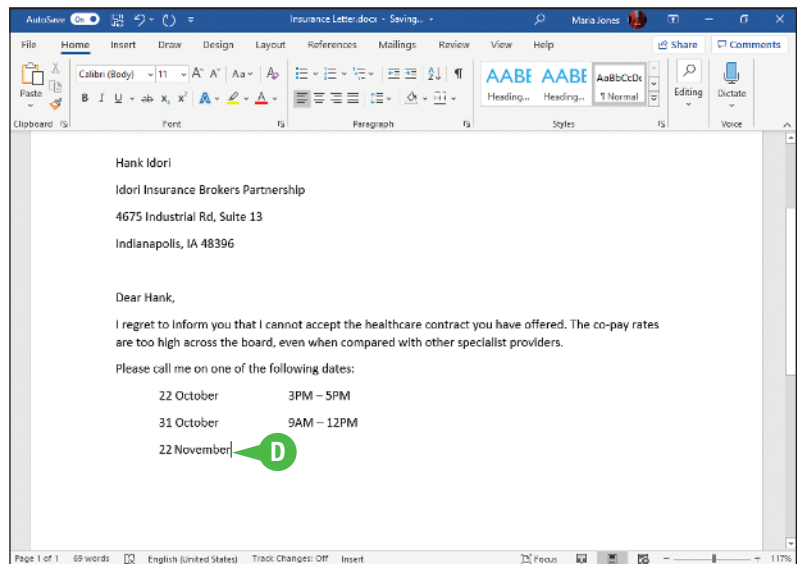 AutoSave On Insurance Letter.docx - Saving... Maria Jones
File Home Insert Draw Design Layout References Mailings Review View Help Share Comments
Paste Calibri (Body) 11 A A Aa A AABE AABE AaBbCcDc Editing Dictate
B I U ab x x A A Heading... Heading... ¶ Normal
Clipboard Font Paragraph Styles Voice
Hank Idori
Idori Insurance Brokers Partnership
4675 Industrial Rd, Suite 13
Indianapolis, IA 48396
Dear Hank,
I regret to inform you that I cannot accept the healthcare contract you have offered. The co-pay rates
are too high across the board, even when compared with other specialist providers.
Please call me on one of the following dates:
22 October 3PM – 5PM
31 October 9AM – 12PM
22 November D
Page 1 of 1 69 words English (United States) Track Changes: Off Insert Focus 117%